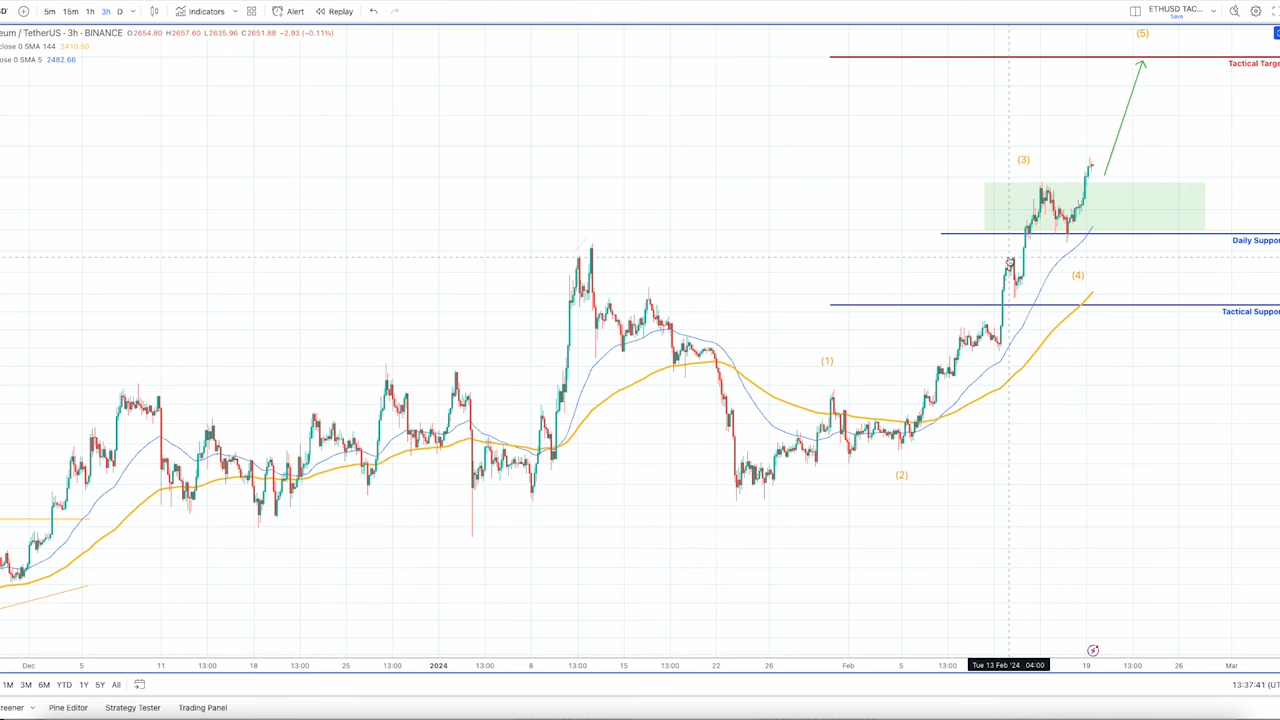 5m 15m 1h 3h D Indicators Alert Replay ETHUSD TAC...
Save
eum / TetherUS · 3h · BINANCE O2654.80 H2657.60 L2635.96 C2651.88 −2.93 (−0.11%)
close 0 SMA 144 2410.50
ose 0 SMA 5 2482.66
(5)
Tactical Targe
(3)
Daily Suppo
(4)
Tactical Suppo
(1)
(2)
Dec 5 11 13:00 18 13:00 25 13:00 2024 13:00 8 13:00 15 13:00 22 26 Feb 5 13:00 Tue 13 Feb '24 04:00 19 13:00 26 Mar
1M 3M 6M YTD 1Y 5Y All 13:37:41 (UT
reener Pine Editor Strategy Tester Trading Panel